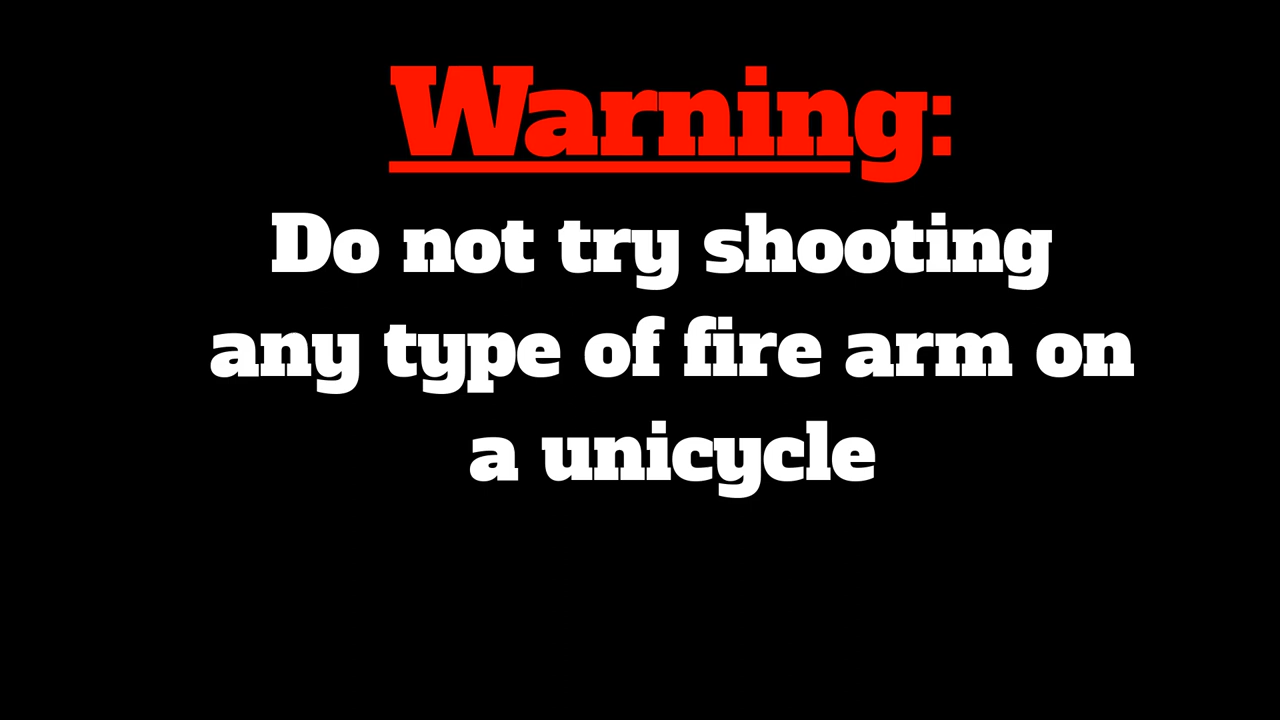 Warning:
Do not try shooting
any type of fire arm on
a unicycle